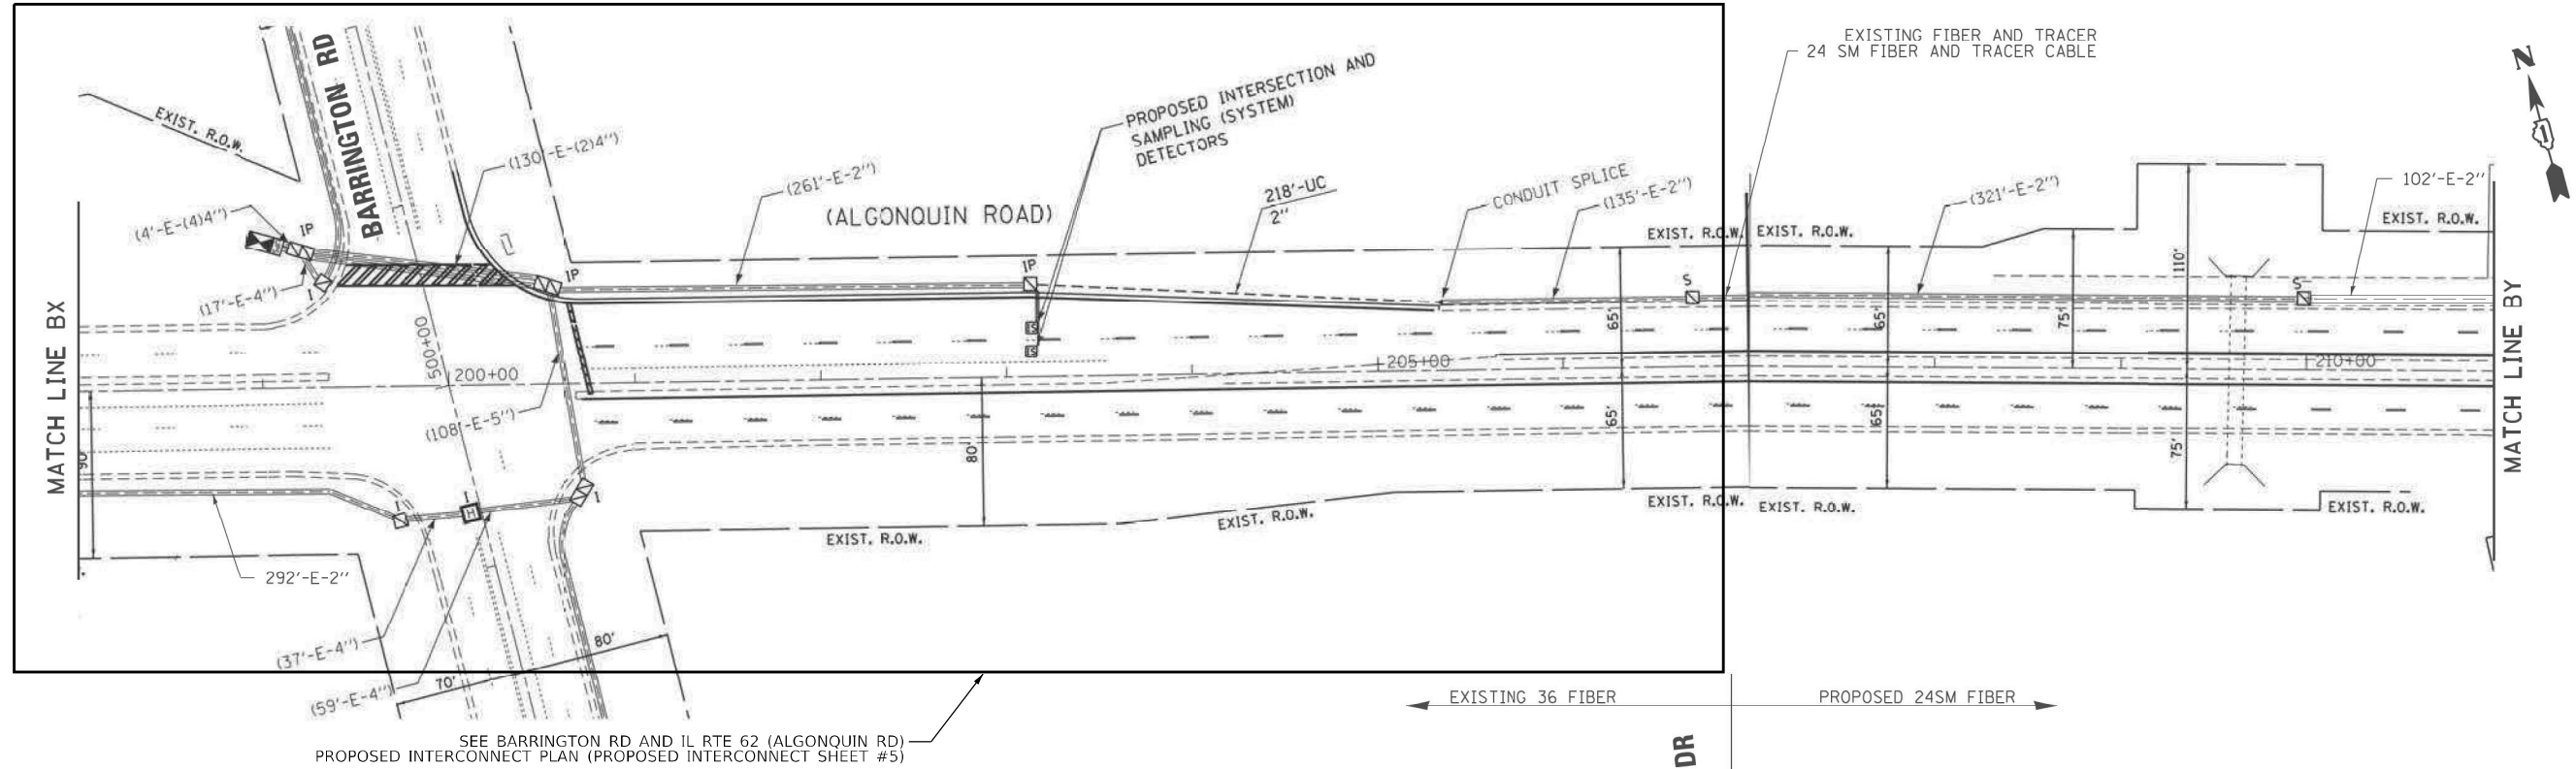 EXISTING FIBER AND TRACER
24 SM FIBER AND TRACER CABLE
N
1
BARRINGTON RD
EXIST. R.O.W.
(130'-E-(2)4")
PROPOSED INTERSECTION AND
SAMPLING (SYSTEM)
DETECTORS
(4'-E-(4)4")
IP
(261'-E-2")
(ALGONQUIN ROAD)
218'-UC
2"
CONDUIT SPLICE
(135'-E-2")
(321'-E-2")
102'-E-2"
EXIST. R.O.W.
EXIST. R.O.W.
EXIST. R.O.W.
(17'-E-4")
I
IP
IP
S
S
110'
IS
IS
65'
65'
75'
MATCH LINE BX
MATCH LINE BY
500+00
200+00
205+00
210+00
(108'-E-5")
90'
80'
65'
65'
75'
I
I
H
I
EXIST. R.O.W.
EXIST. R.O.W.
EXIST. R.O.W.
EXIST. R.O.W.
EXIST. R.O.W.
292'-E-2"
(37'-E-4")
(59'-E-4")
80'
70'
EXISTING 36 FIBER
PROPOSED 24SM FIBER
SEE BARRINGTON RD AND IL RTE 62 (ALGONQUIN RD)
PROPOSED INTERCONNECT PLAN (PROPOSED INTERCONNECT SHEET #5)
DR